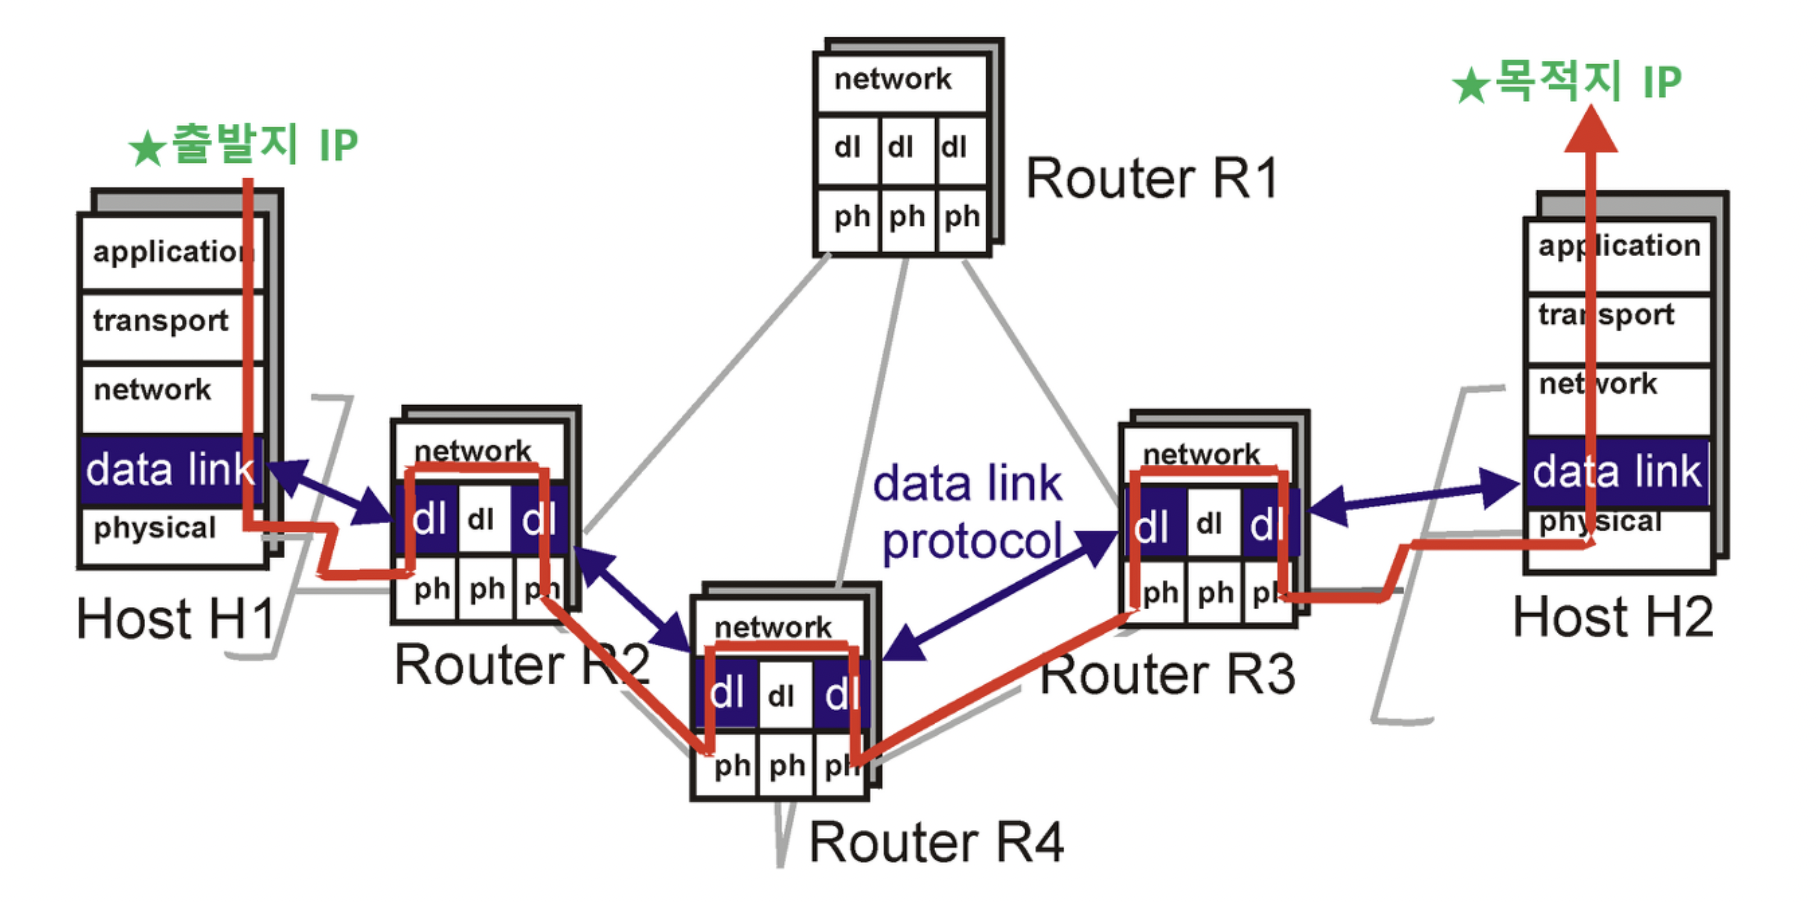 ★출발지 IP
application
transport
network
data link
physical
Host H1
network
dl dl dl
ph ph ph
Router R2
network
dl dl dl
ph ph ph
Router R1
network
dl dl dl
ph ph ph
Router R4
data link
protocol
network
dl dl dl
ph ph ph
Router R3
★목적지 IP
application
transport
network
data link
physical
Host H2